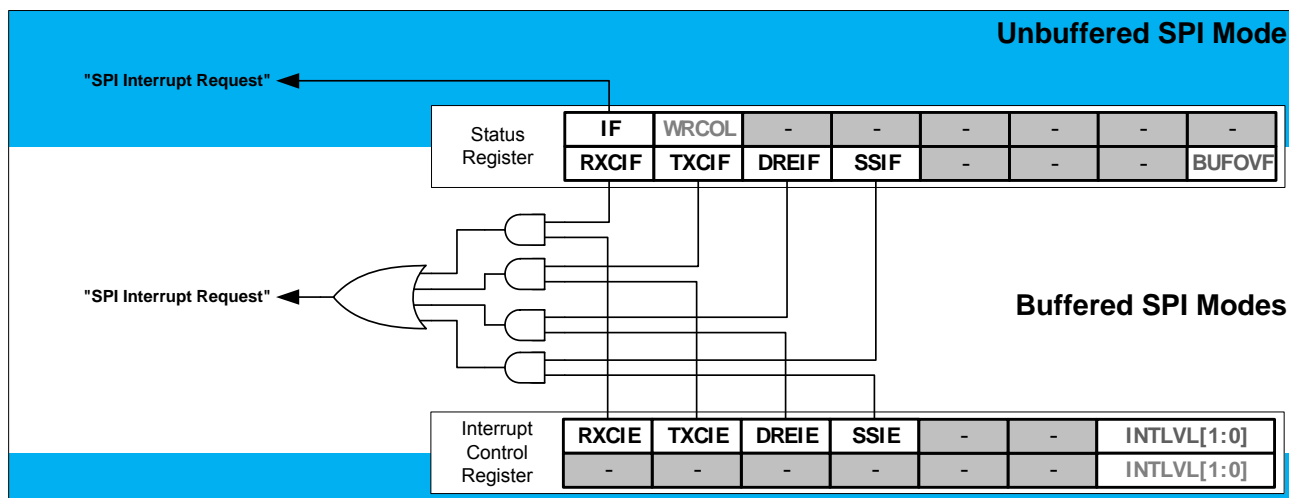 Unbuffered SPI Mode
"SPI Interrupt Request"
Status
Register
IF WRCOL - - - - - -
RXCIF TXCIF DREIF SSIF - - - BUFOVF
"SPI Interrupt Request"
Buffered SPI Modes
Interrupt
Control
Register
RXCIE TXCIE DREIE SSIE - - INTLVL[1:0]
- - - - - - INTLVL[1:0]